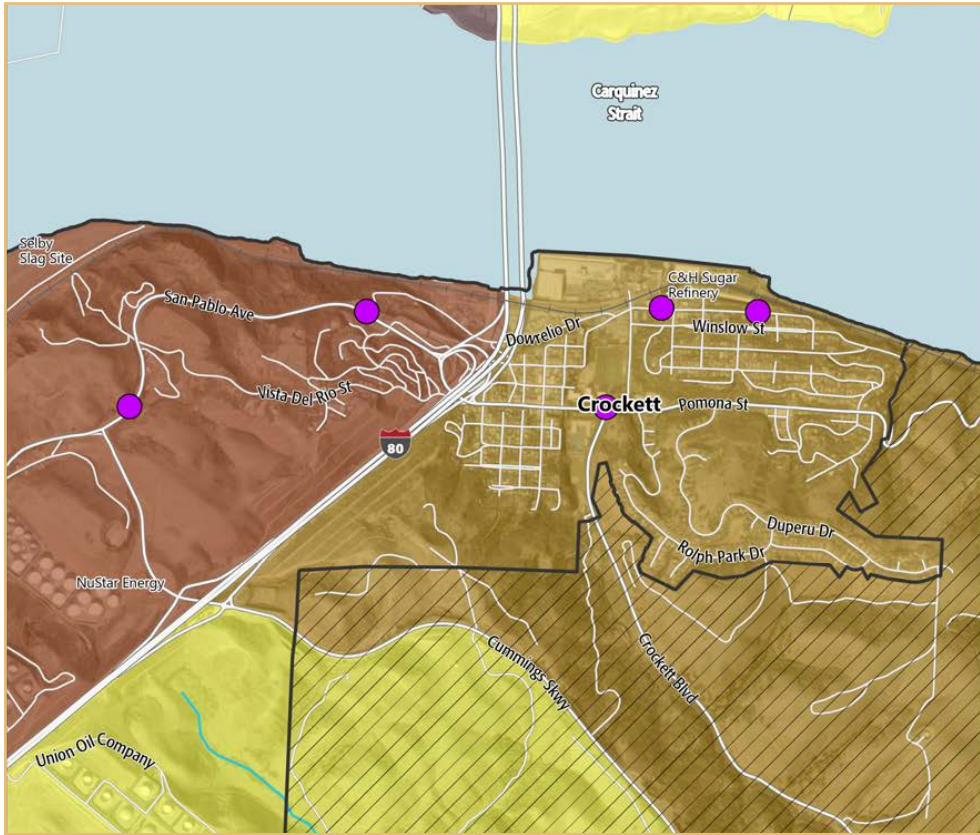 Carquinez
Strait
Selby
Slag Site
San Pablo Ave
C&H Sugar
Refinery
Dowrelio Dr
Winslow St
Vista Del Rio St
Crockett
Pomona St
80
Duperu Dr
Rolph Park Dr
NuStar Energy
Cummings Skwy
Crockett Blvd
Union Oil Company